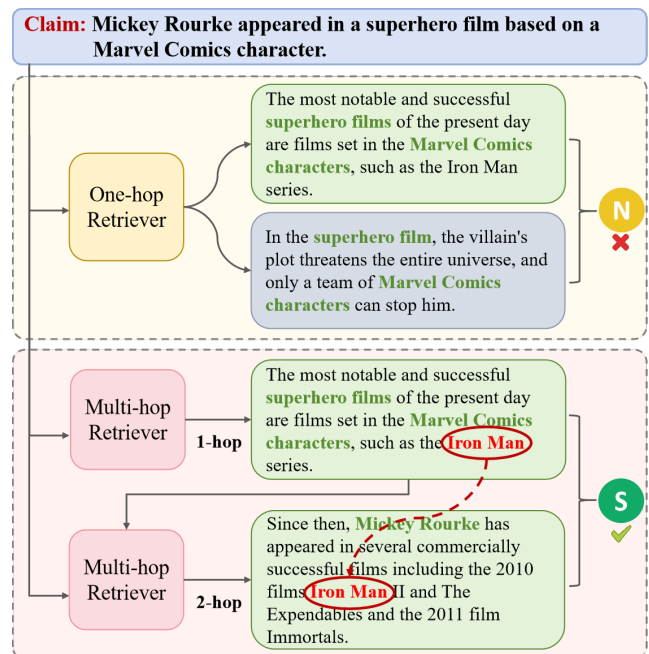 Claim: Mickey Rourke appeared in a superhero film based on a
Marvel Comics character.
One-hop
Retriever
The most notable and successful
superhero films of the present day
are films set in the Marvel Comics
characters, such as the Iron Man
series.
In the superhero film, the villain's
plot threatens the entire universe, and
only a team of Marvel Comics
characters can stop him.
N
Multi-hop
Retriever
1-hop
The most notable and successful
superhero films of the present day
are films set in the Marvel Comics
characters, such as the Iron Man
series.
Multi-hop
Retriever
2-hop
Since then, Mickey Rourke has
appeared in several commercially
successful films including the 2010
films Iron Man II and The
Expendables and the 2011 film
Immortals.
S